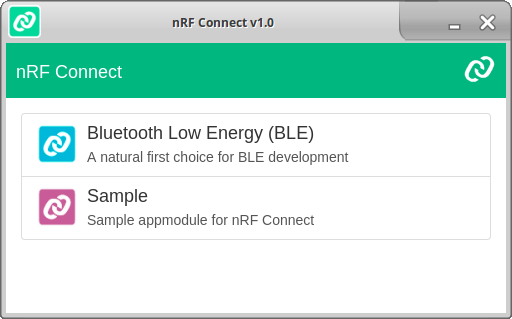 nRF Connect v1.0
nRF Connect
Bluetooth Low Energy (BLE)
A natural first choice for BLE development
Sample
Sample appmodule for nRF Connect